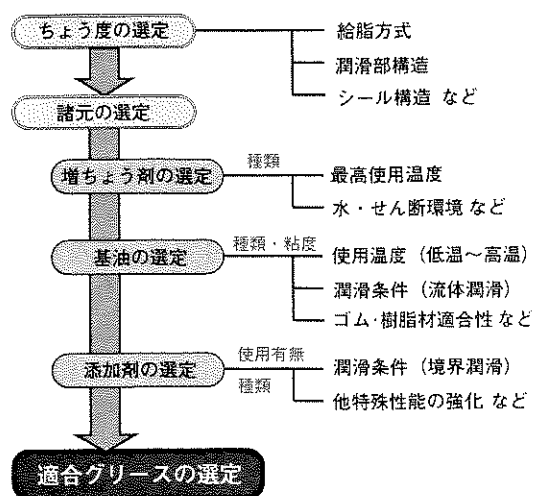 ちょう度の選定
給脂方式
潤滑部構造
シール構造 など
諸元の選定
増ちょう剤の選定
種類
最高使用温度
水・せん断環境 など
基油の選定
種類・粘度
使用温度（低温～高温）
潤滑条件（流体潤滑）
ゴム・樹脂材適合性 など
添加剤の選定
使用有無
種類
潤滑条件（境界潤滑）
他特殊性能の強化 など
適合グリースの選定